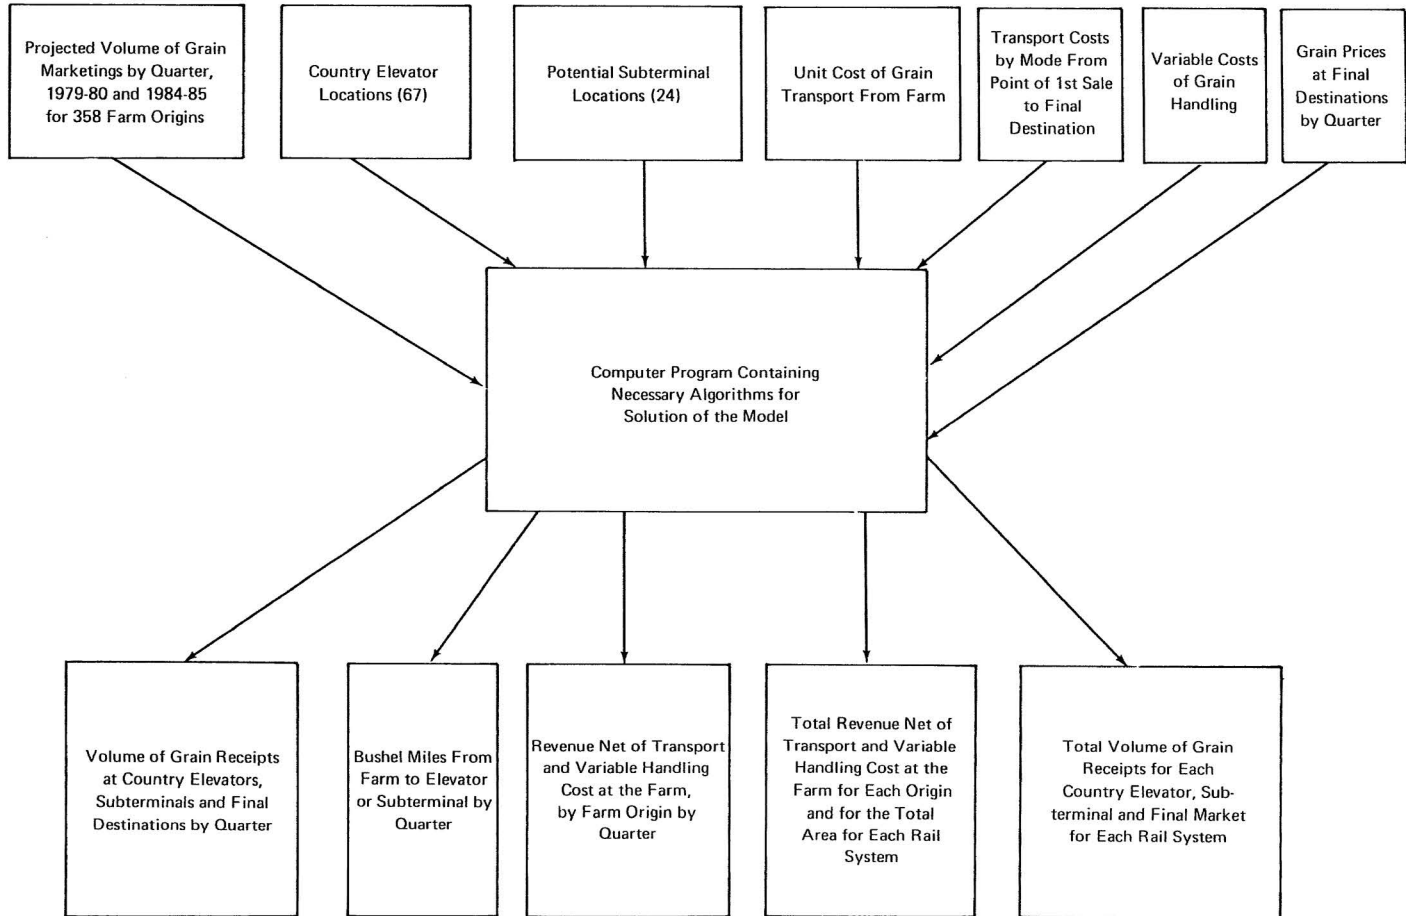 Projected Volume of Grain
Marketings by Quarter,
1979-80 and 1984-85
for 358 Farm Origins
Country Elevator
Locations (67)
Potential Subterminal
Locations (24)
Unit Cost of Grain
Transport From Farm
Transport Costs
by Mode From
Point of 1st Sale
to Final
Destination
Variable Costs
of Grain
Handling
Grain Prices
at Final
Destinations
by Quarter
Computer Program Containing
Necessary Algorithms for
Solution of the Model
Volume of Grain Receipts
at Country Elevators,
Subterminals and Final
Destinations by Quarter
Bushel Miles From
Farm to Elevator
or Subterminal by
Quarter
Revenue Net of Transport
and Variable Handling
Cost at the Farm,
by Farm Origin by
Quarter
Total Revenue Net of
Transport and Variable
Handling Cost at the
Farm for Each Origin
and for the Total
Area for Each Rail
System
Total Volume of Grain
Receipts for Each
Country Elevator, Sub-
terminal and Final Market
for Each Rail System